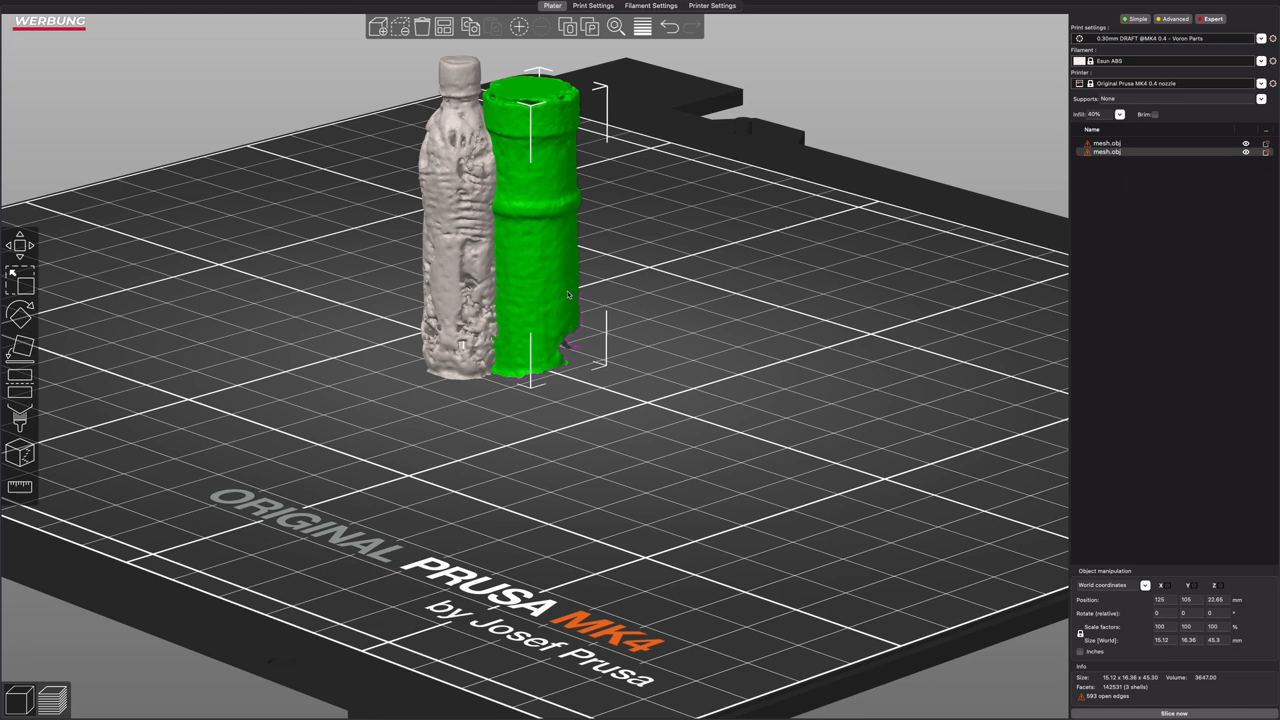 Plater Print Settings Filament Settings Printer Settings
WERBUNG
Simple Advanced Expert
Print settings :
0.30mm DRAFT @MK4 0.4 - Voron Parts
Filament :
Esun ABS
Printer :
Original Prusa MK4 0.4 nozzle
Supports: None
Infill: 40% Brim:
Name
mesh.obj
mesh.obj
ORIGINAL PRUSA MK4
by Josef Prusa
Object manipulation
World coordinates X Y Z
Position: 125 105 22.65 mm
Rotate (relative): 0 0 0 °
Scale factors: 100 100 100 %
Size [World]: 15.12 16.36 45.3 mm
Inches
Info
Size: 15.12 x 16.36 x 45.30 Volume: 3647.00
Facets: 142531 (3 shells)
593 open edges
Slice now